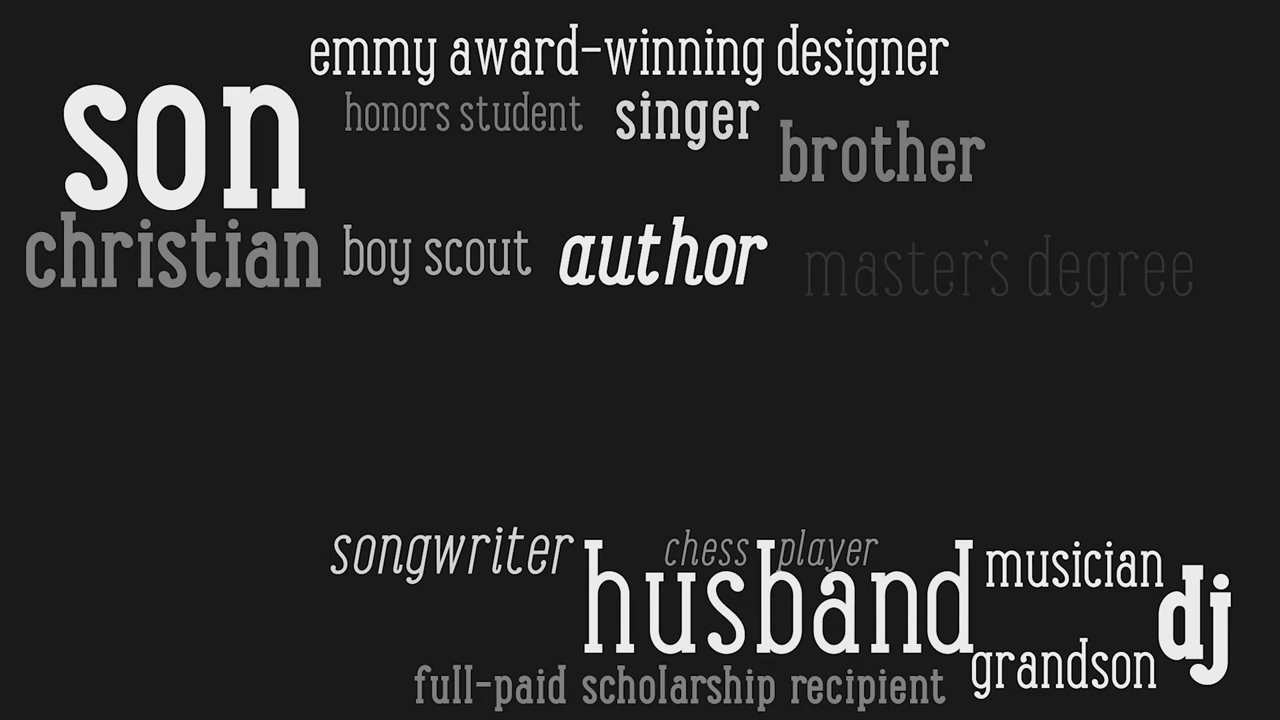 emmy award-winning designer
son
honors student
singer
brother
christian
boy scout
author
master's degree
songwriter
chess player
husband
musician
dj
grandson
full-paid scholarship recipient